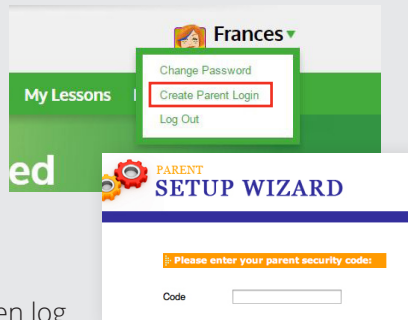 Frances
Change Password
My Lessons
Create Parent Login
Log Out
ed
PARENT
SETUP WIZARD
Please enter your parent security code:
Code
en log